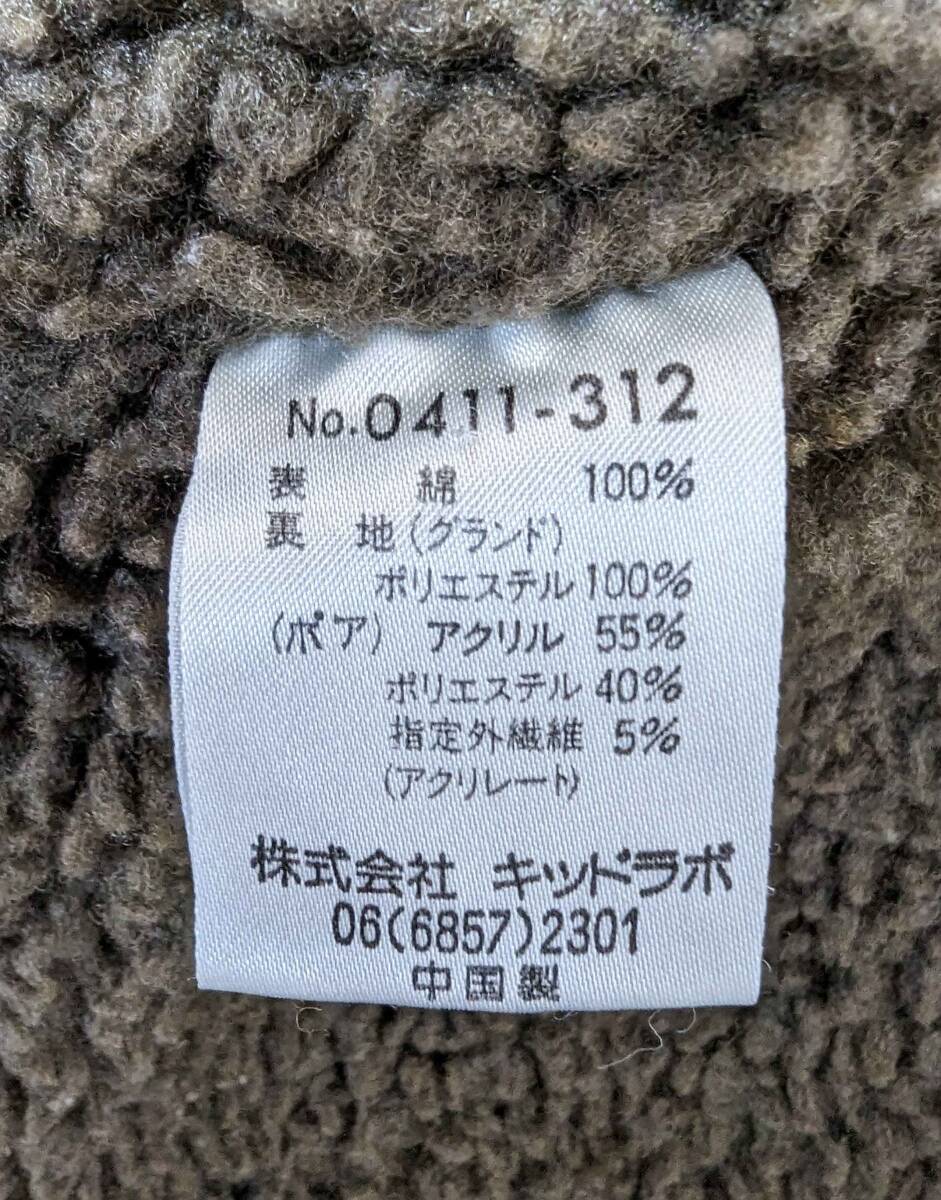 No.0411-312
表 綿 100%
裏 地(グランド)
ポリエステル 100%
(ボア) アクリル 55%
ポリエステル 40%
指定外繊維 5%
(アクリレート)
株式会社 キッドラボ
06(6857)2301
中国製